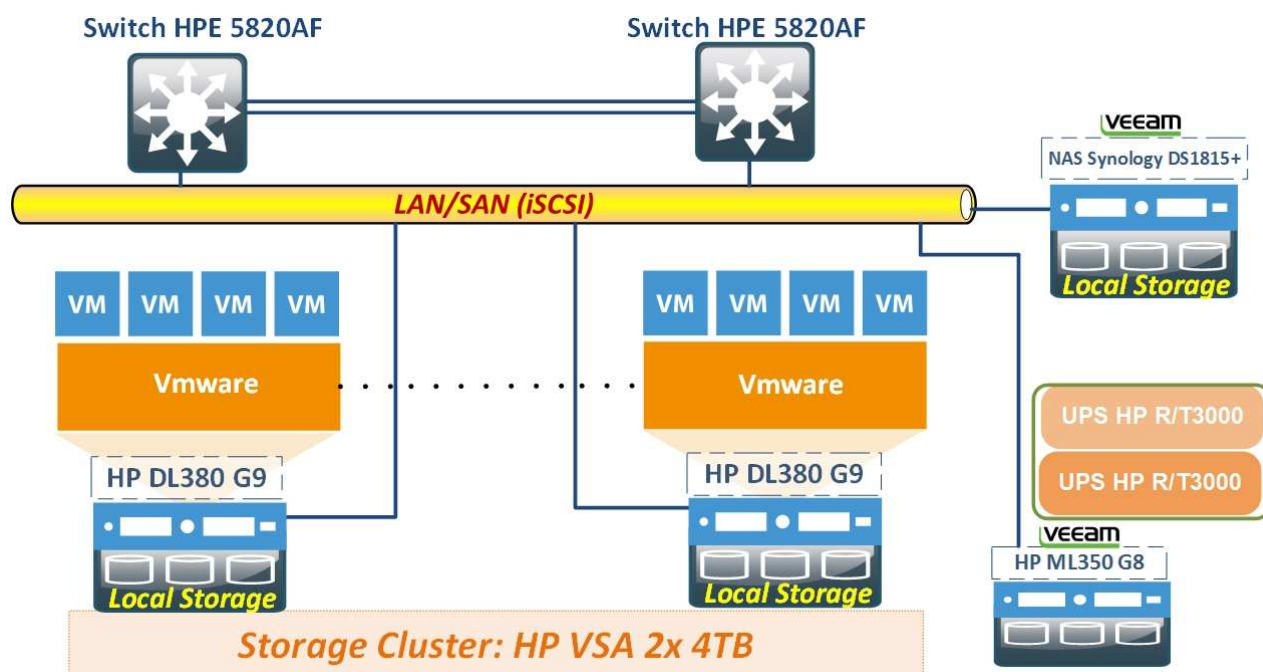 Switch HPE 5820AF
Switch HPE 5820AF
veeam
NAS Synology DS1815+
LAN/SAN (iSCSI)
Local Storage
VM VM VM VM
VM VM VM VM
Vmware
Vmware
UPS HP R/T3000
UPS HP R/T3000
HP DL380 G9
HP DL380 G9
veeam
HP ML350 G8
Local Storage
Local Storage
Storage Cluster: HP VSA 2x 4TB